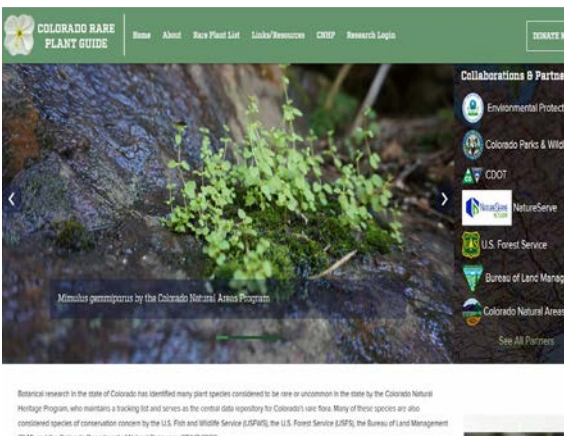 COLORADO RARE
PLANT GUIDE
Home About Rare Plant List Links/Resources CNHP Research Login
DONATE N
Collaborations & Partne
Environmental Protect
Colorado Parks & Wildl
CDOT
NatureServe
NatureServe
U.S. Forest Service
Bureau of Land Manag
Colorado Natural Areas
See All Partners
Mimulus gemmiparus by the Colorado Natural Areas Program
Botanical research in the state of Colorado has identified many plant species considered to be rare or uncommon in the state by the Colorado Natural
Heritage Program, who maintains a tracking list and serves as the central data repository for Colorado's rare flora. Many of these species are also
considered species of conservation concern by the U.S. Fish and Wildlife Service (USFWS), the U.S. Forest Service (USFS), the Bureau of Land Management